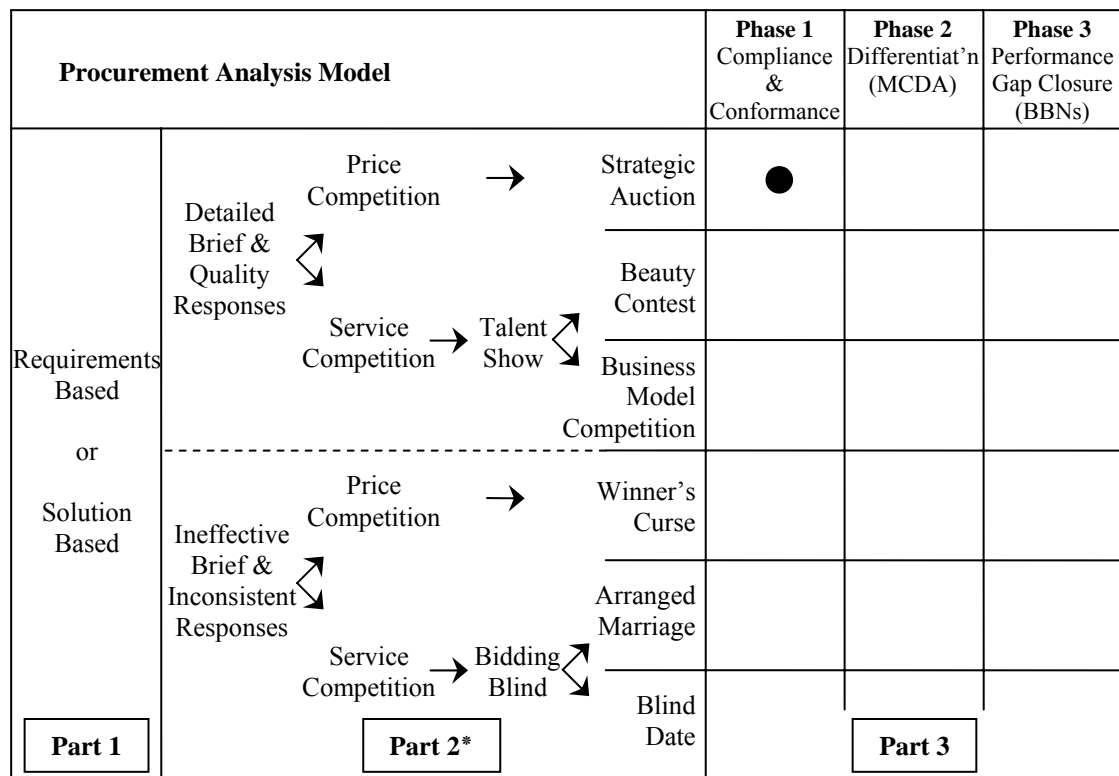 Procurement Analysis Model
Phase 1
Compliance
&
Conformance
Phase 2
Differentiat'n
(MCDA)
Phase 3
Performance
Gap Closure
(BBNs)
Requirements
Based
or
Solution
Based
Detailed
Brief &
Quality
Responses
Price
Competition
Strategic
Auction
Service
Competition
Talent
Show
Beauty
Contest
Business
Model
Competition
Ineffective
Brief &
Inconsistent
Responses
Price
Competition
Winner's
Curse
Service
Competition
Bidding
Blind
Arranged
Marriage
Blind
Date
Part 1
Part 2*
Part 3